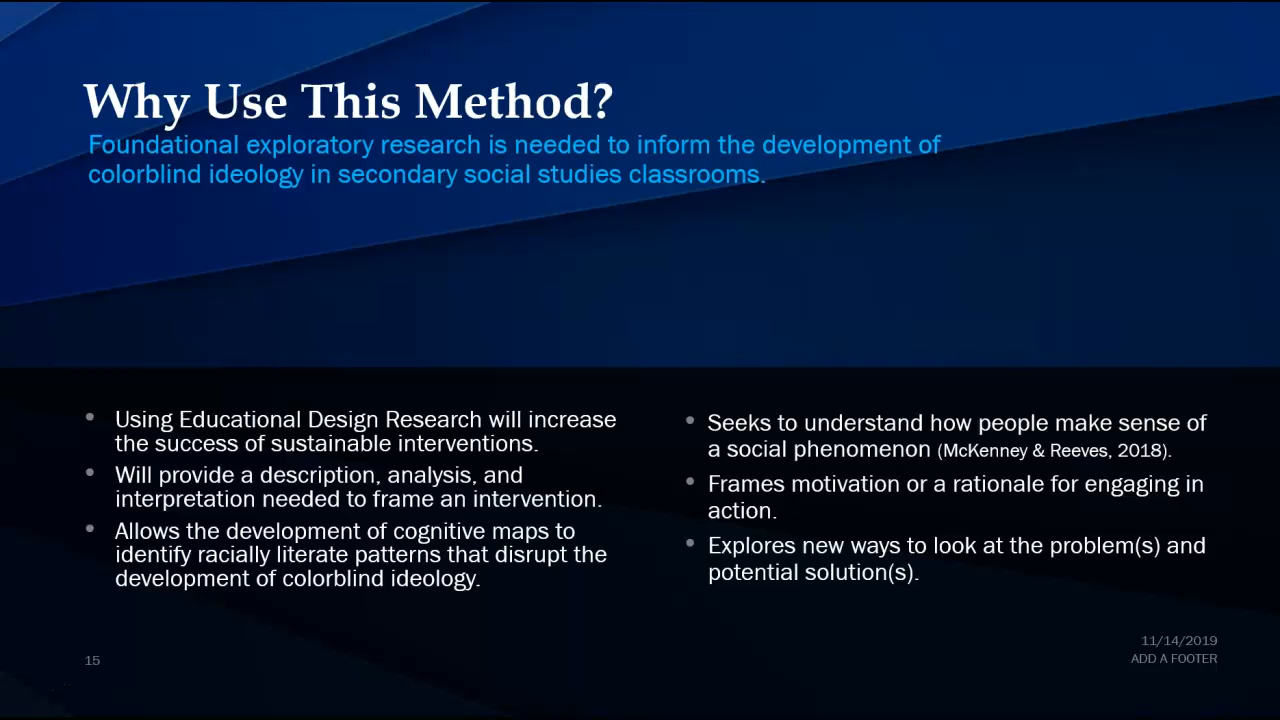 Why Use This Method?
Foundational exploratory research is needed to inform the development of
colorblind ideology in secondary social studies classrooms.
• Using Educational Design Research will increase
the success of sustainable interventions.
• Will provide a description, analysis, and
interpretation needed to frame an intervention.
• Allows the development of cognitive maps to
identify racially literate patterns that disrupt the
development of colorblind ideology.
• Seeks to understand how people make sense of
a social phenomenon (McKenney & Reeves, 2018).
• Frames motivation or a rationale for engaging in
action.
• Explores new ways to look at the problem(s) and
potential solution(s).
15
11/14/2019
ADD A FOOTER